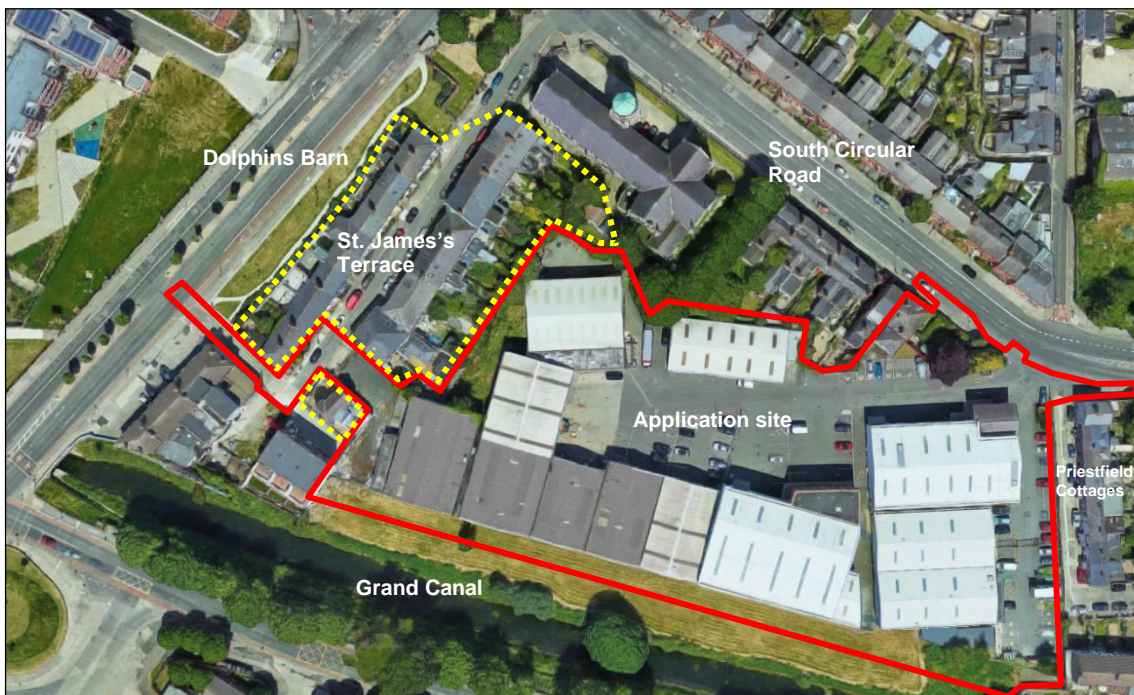 Dolphins Barn
South Circular
Road
St. James's
Terrace
Application site
Priestfield
Cottages
Grand Canal